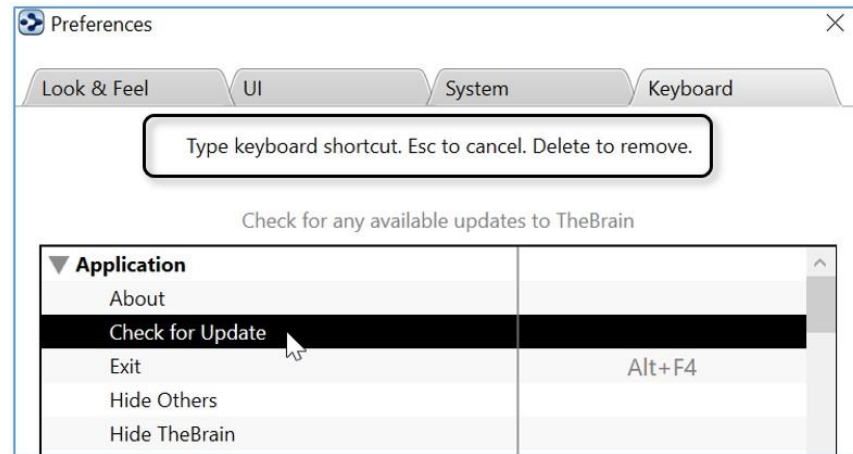 Preferences
Look & Feel
UI
System
Keyboard
Type keyboard shortcut. Esc to cancel. Delete to remove.
Check for any available updates to TheBrain
Application
About
Check for Update
Exit Alt+F4
Hide Others
Hide TheBrain